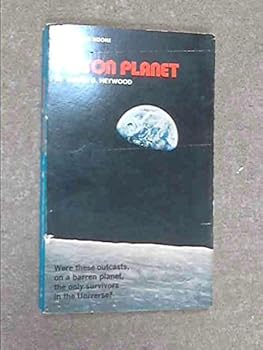 BOOKS
ON PLANET
HEYWOOD
Were these outcasts,
on a barren planet,
the only survivors
in the Universe?